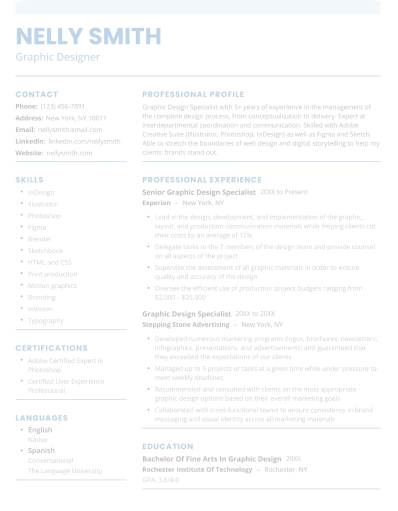 NELLY SMITH
Graphic Designer
CONTACT
Phone: (123) 456-7891
Address: New York, NY 10011
Email: nellysmith@email.com
LinkedIn: linkedin.com/nellysmith
Website: nellysmith.com
SKILLS
• InDesign
• Illustrator
• Photoshop
• Figma
• Blender
• Sketchbook
• HTML and CSS
• Print production
• Motion graphics
• Branding
• InVision
• Typography
CERTIFICATIONS
• Adobe Certified Expert in
Photoshop
• Certified User Experience
Professional
LANGUAGES
• English
Native
• Spanish
Conversational
The Language University
PROFESSIONAL PROFILE
Graphic Design Specialist with 5+ years of experience in the management of
the complete design process, from conceptualization to delivery. Expert at
interdepartmental coordination and communication. Skilled with Adobe
Creative Suite (Illustrator, Photoshop, InDesign) as well as Figma and Sketch.
Able to stretch the boundaries of web design and digital storytelling to help my
clients' brands stand out.
PROFESSIONAL EXPERIENCE
Senior Graphic Design Specialist 20XX to Present
Experion – New York, NY
• Lead in the design, development, and implementation of the graphic,
layout, and production communication materials while helping clients cut
their costs by an average of 12%
• Delegate tasks to the 7 members of the design team and provide counsel
on all aspects of the project
• Supervise the assessment of all graphic materials in order to ensure
quality and accuracy of the design
• Oversee the efficient use of production project budgets ranging from
$2,000 – $25,000
Graphic Design Specialist 20XX to 20XX
Stepping Stone Advertising – New York, NY
• Developed numerous marketing programs (logos, brochures, newsletters,
infographics, presentations, and advertisements) and guaranteed that
they exceeded the expectations of our clients
• Managed up to 5 projects or tasks at a given time while under pressure to
meet weekly deadlines
• Recommended and consulted with clients on the most appropriate
graphic design options based on their overall marketing goals
• Collaborated with cross-functional teams to ensure consistency in brand
messaging and visual identity across all marketing materials
EDUCATION
Bachelor Of Fine Arts In Graphic Design 20XX
Rochester Institute Of Technology – Rochester, NY
GPA: 3.6/4.0